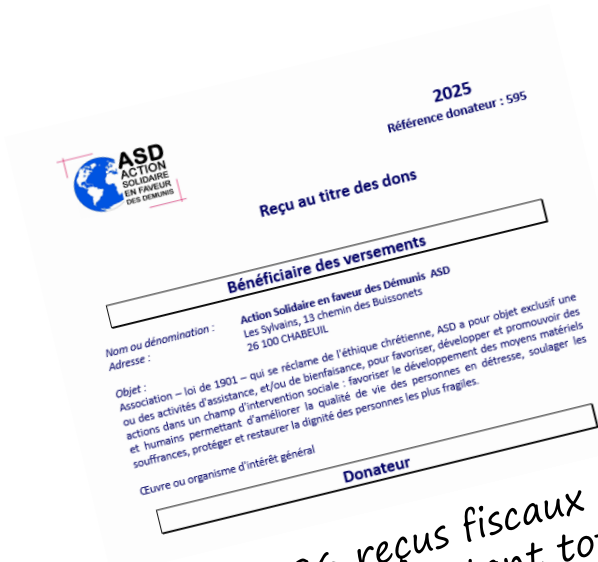 2025
Référence donateur : 595
ASD
ACTION
SOLIDAIRE
EN FAVEUR
DES DEMUNIS
Reçu au titre des dons
Bénéficiaire des versements
Nom ou dénomination : Action Solidaire en faveur des Démunis ASD
Adresse : Les Sylvains, 13 chemin des Buissonets
26 100 CHABEUIL
Objet :
Association – loi de 1901 – qui se réclame de l'éthique chrétienne, ASD a pour objet exclusif une
ou des activités d'assistance, et/ou de bienfaisance, pour favoriser, développer et promouvoir des
actions dans un champ d'intervention sociale : favoriser le développement des moyens matériels
et humains permettant d'améliorer la qualité de vie des personnes en détresse, soulager les
souffrances, protéger et restaurer la dignité des personnes les plus fragiles.
Œuvre ou organisme d'intérêt général
Donateur
reçus fiscaux